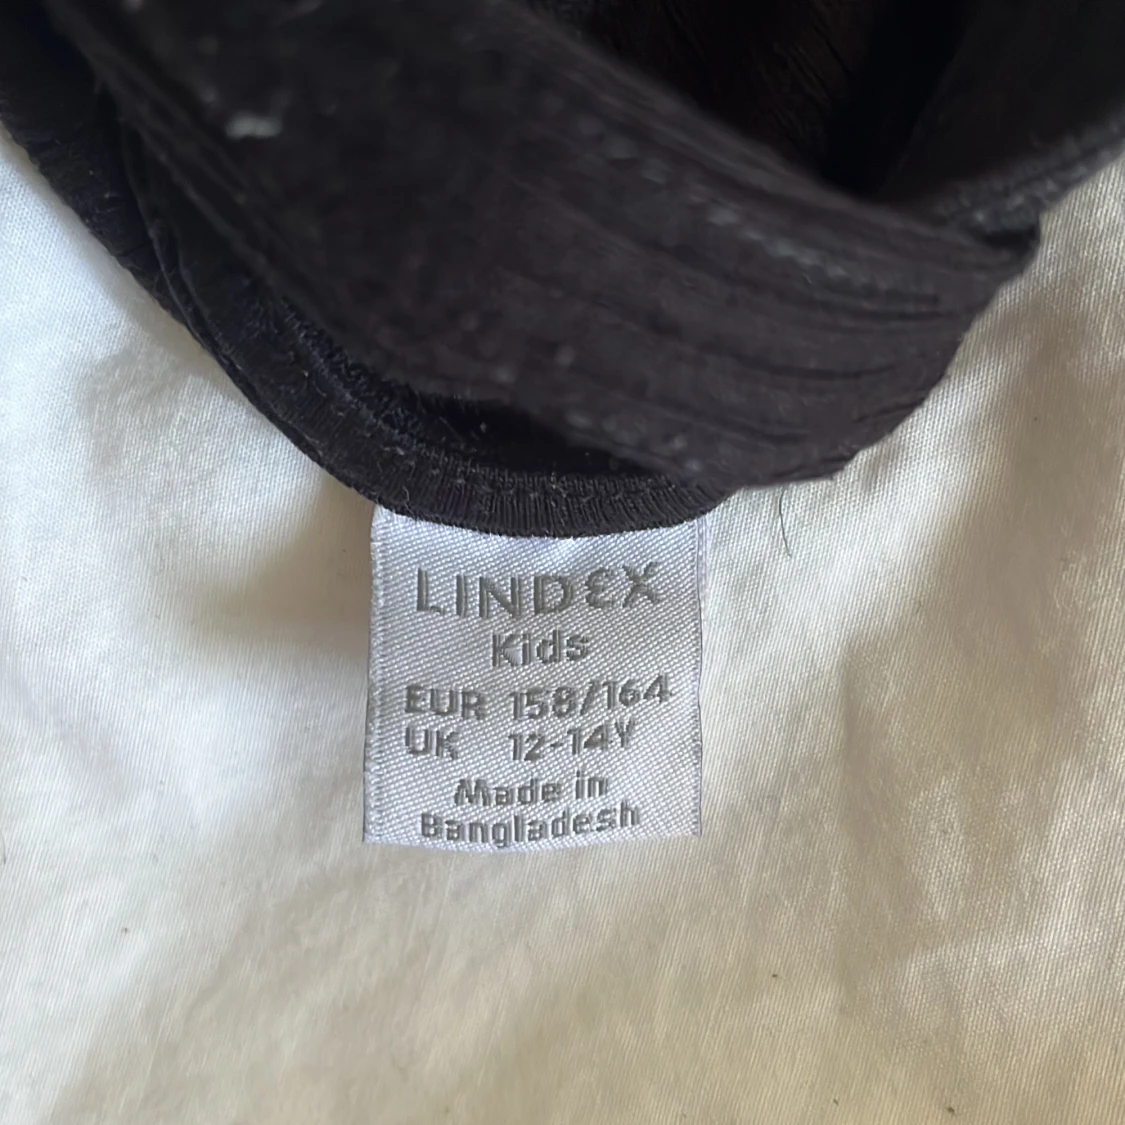 LINDEX
Kids
EUR 158/164
UK 12-14Y
Made in
Bangladesh